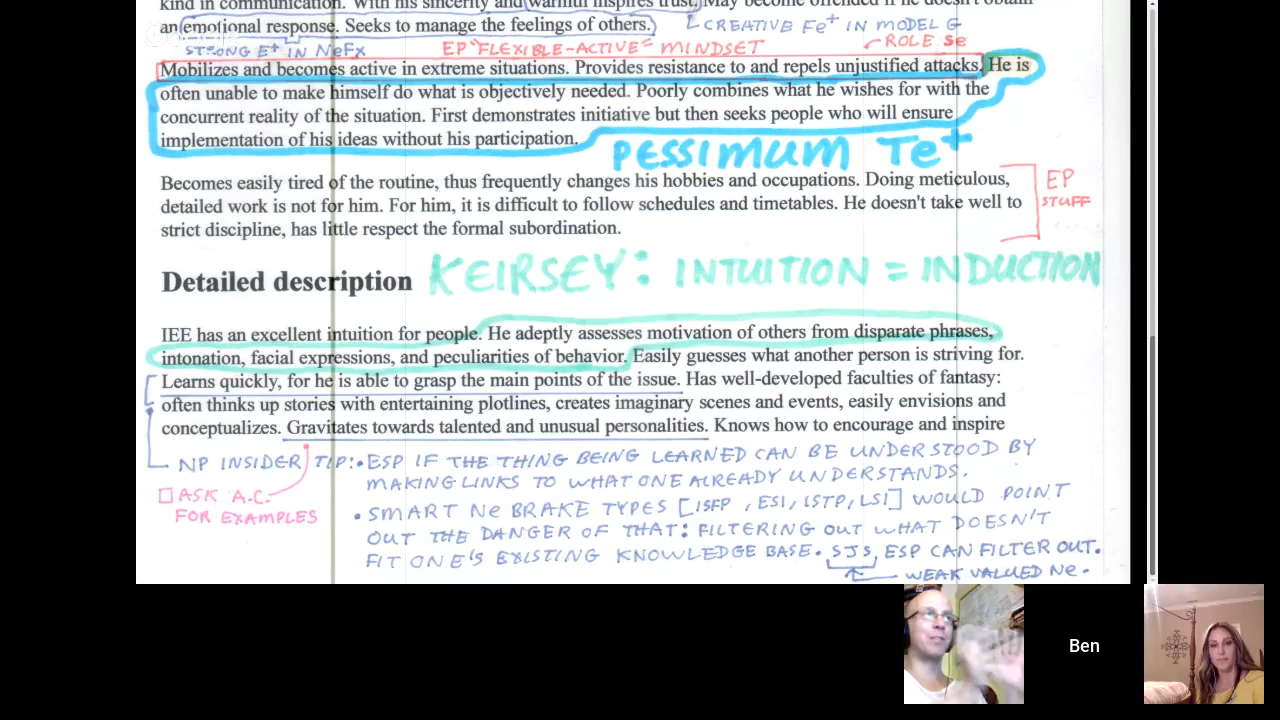 kind in communication. With his sincerity and warmful inspires trust. May become offended if he doesn't obtain
an emotional response. Seeks to manage the feelings of others. CREATIVE Fe+ IN MODEL G
STRONG E+ IN NeFx EP "FLEXIBLE-ACTIVE" MINDSET ROLE Se
Mobilizes and becomes active in extreme situations. Provides resistance to and repels unjustified attacks. He is
often unable to make himself do what is objectively needed. Poorly combines what he wishes for with the
concurrent reality of the situation. First demonstrates initiative but then seeks people who will ensure
implementation of his ideas without his participation.
PESSIMUM Te+
Becomes easily tired of the routine, thus frequently changes his hobbies and occupations. Doing meticulous,
detailed work is not for him. For him, it is difficult to follow schedules and timetables. He doesn't take well to
strict discipline, has little respect the formal subordination.
EP
STUFF
Detailed description KEIRSEY: INTUITION = INDUCTION
IEE has an excellent intuition for people. He adeptly assesses motivation of others from disparate phrases,
intonation, facial expressions, and peculiarities of behavior. Easily guesses what another person is striving for.
Learns quickly, for he is able to grasp the main points of the issue. Has well-developed faculties of fantasy:
often thinks up stories with entertaining plotlines, creates imaginary scenes and events, easily envisions and
conceptualizes. Gravitates towards talented and unusual personalities. Knows how to encourage and inspire
NP INSIDER TIP: • ESP IF THE THING BEING LEARNED CAN BE UNDERSTOOD BY
MAKING LINKS TO WHAT ONE ALREADY UNDERSTANDS.
□ ASK A.C.
FOR EXAMPLES
• SMART Ne BRAKE TYPES [ISFP, ESI, ISTP, LSI] WOULD POINT
OUT THE DANGER OF THAT: FILTERING OUT WHAT DOESN'T
FIT ONE'S EXISTING KNOWLEDGE BASE. SJS, ESP CAN FILTER OUT.
WEAK VALUED Ne.
Ben